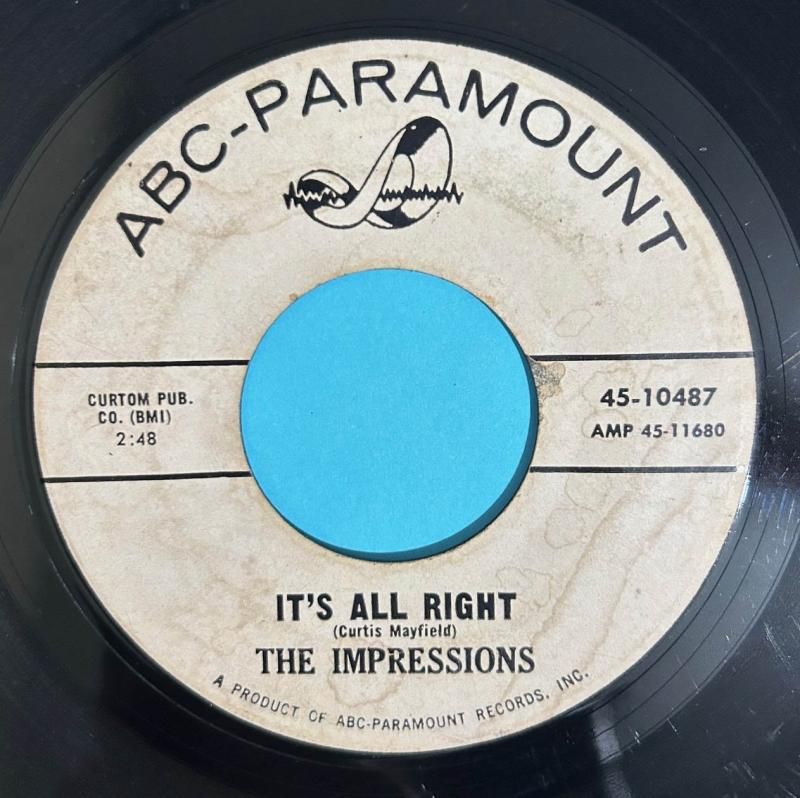 ABC-PARAMOUNT
CURTOM PUB.
CO. (BMI)
2:48
45-10487
AMP 45-11680
IT'S ALL RIGHT
(Curtis Mayfield)
THE IMPRESSIONS
A PRODUCT OF ABC-PARAMOUNT RECORDS, INC.